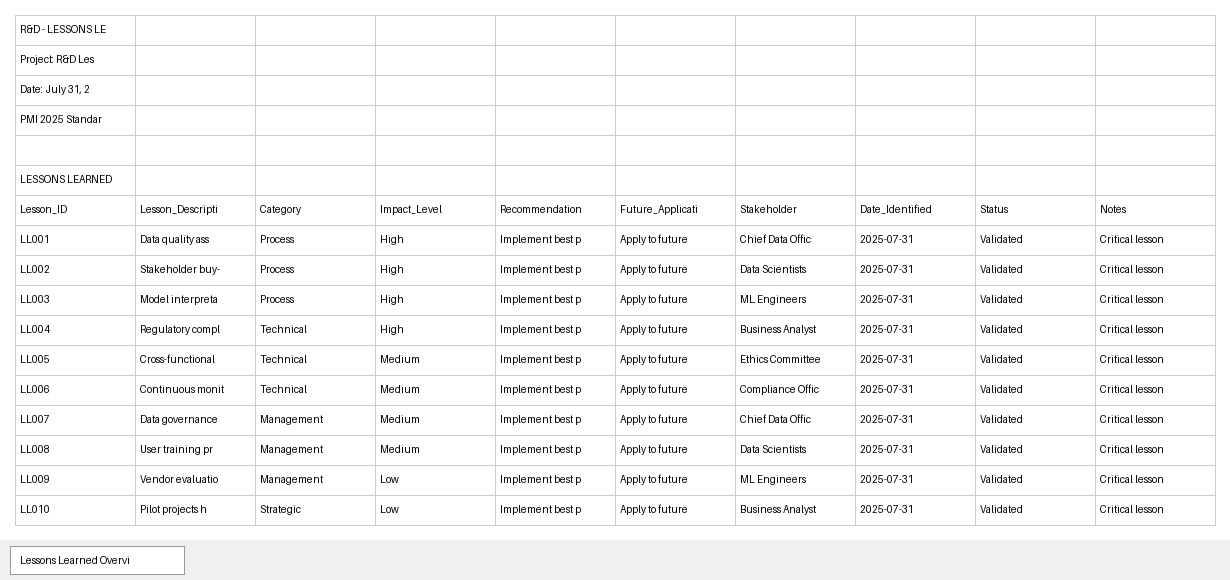 R&D - LESSONS LE
Project: R&D Les
Date: July 31, 2
PMI 2025 Standar
LESSONS LEARNED
Lesson_ID Lesson_Descripti Category Impact_Level Recommendation Future_Applicati Stakeholder Date_Identified Status Notes
LL001 Data quality ass Process High Implement best p Apply to future Chief Data Offic 2025-07-31 Validated Critical lesson
LL002 Stakeholder buy- Process High Implement best p Apply to future Data Scientists 2025-07-31 Validated Critical lesson
LL003 Model interpreta Process High Implement best p Apply to future ML Engineers 2025-07-31 Validated Critical lesson
LL004 Regulatory compl Technical High Implement best p Apply to future Business Analyst 2025-07-31 Validated Critical lesson
LL005 Cross-functional Technical Medium Implement best p Apply to future Ethics Committee 2025-07-31 Validated Critical lesson
LL006 Continuous monit Technical Medium Implement best p Apply to future Compliance Offic 2025-07-31 Validated Critical lesson
LL007 Data governance Management Medium Implement best p Apply to future Chief Data Offic 2025-07-31 Validated Critical lesson
LL008 User training pr Management Medium Implement best p Apply to future Data Scientists 2025-07-31 Validated Critical lesson
LL009 Vendor evaluatio Management Low Implement best p Apply to future ML Engineers 2025-07-31 Validated Critical lesson
LL010 Pilot projects h Strategic Low Implement best p Apply to future Business Analyst 2025-07-31 Validated Critical lesson
Lessons Learned Overvi